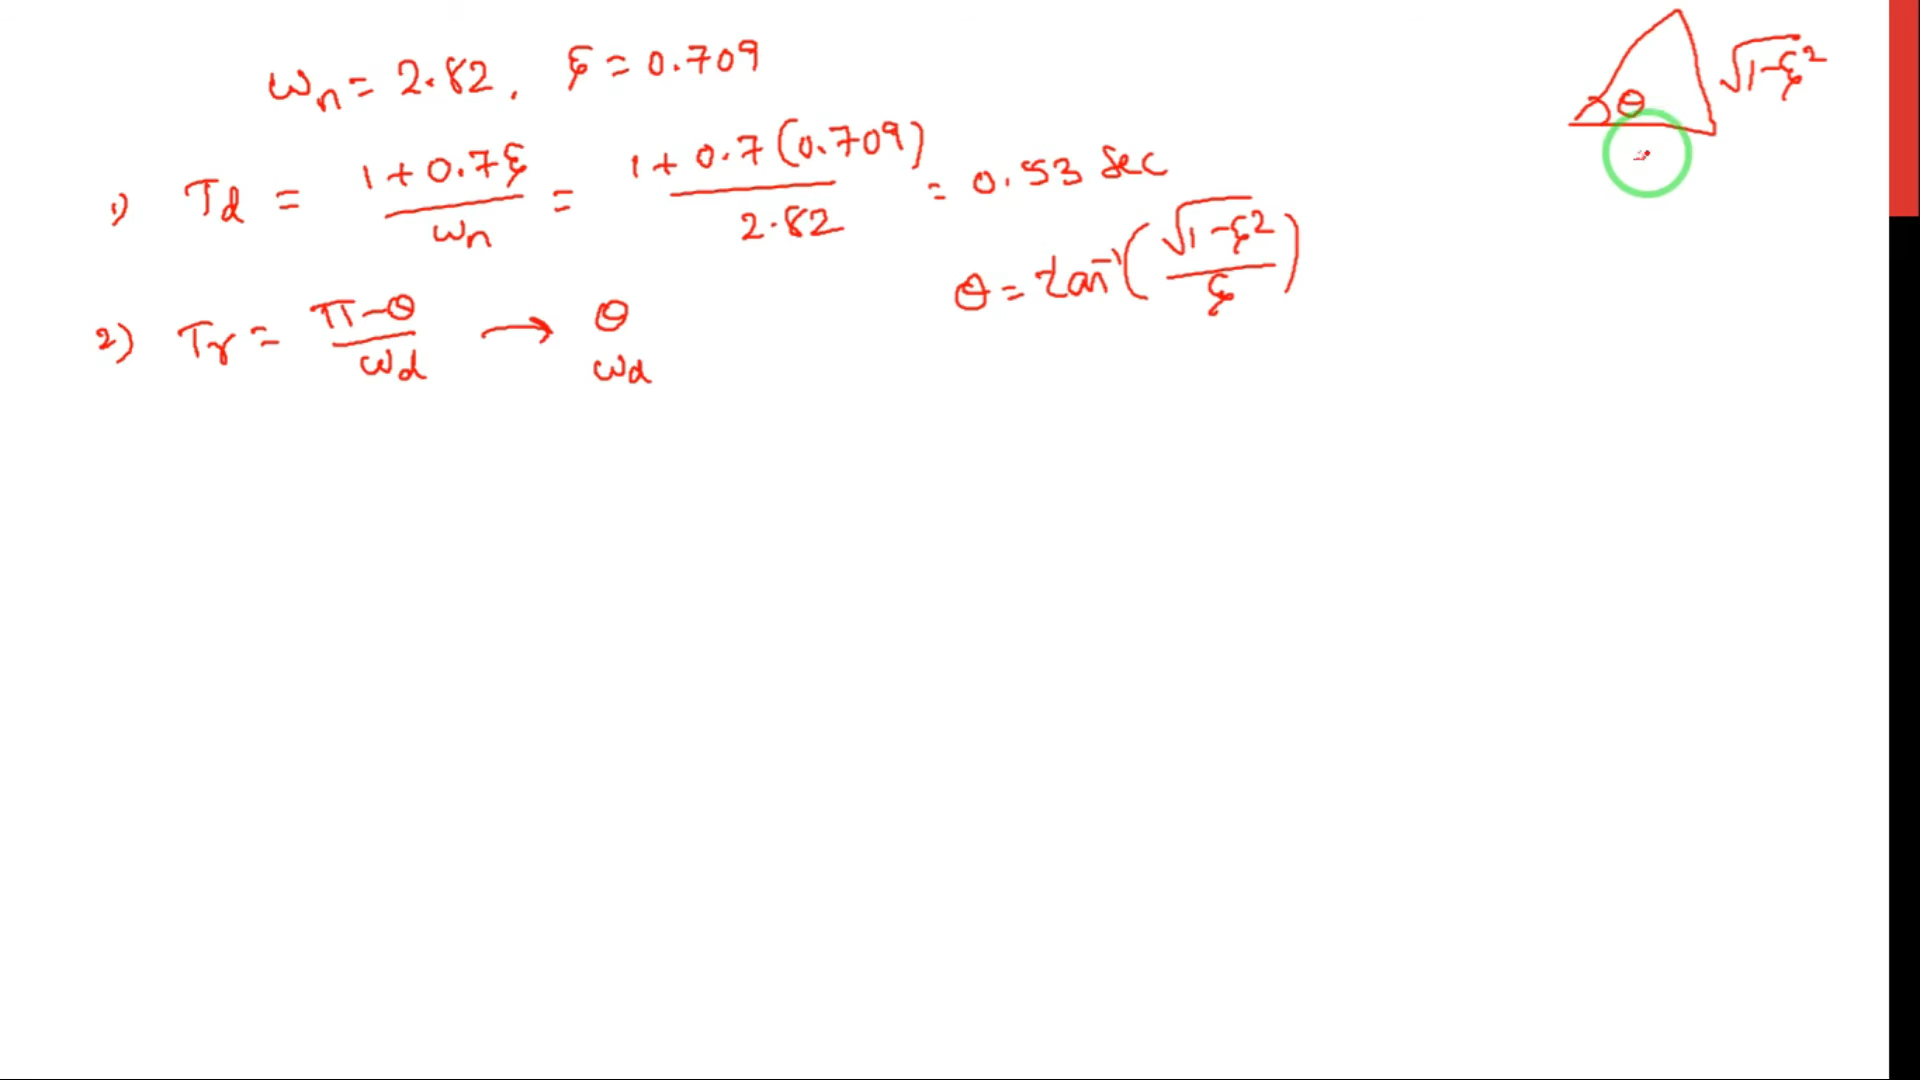 ωn = 2.82, ξ = 0.709
1) Td = (1 + 0.7ξ)/ωn = (1 + 0.7(0.709))/2.82 = 0.53 sec
2) Tr = (π-θ)/ωd → θ ωd
θ = tan⁻¹(√(1-ξ²)/ξ)
θ √(1-ξ²)